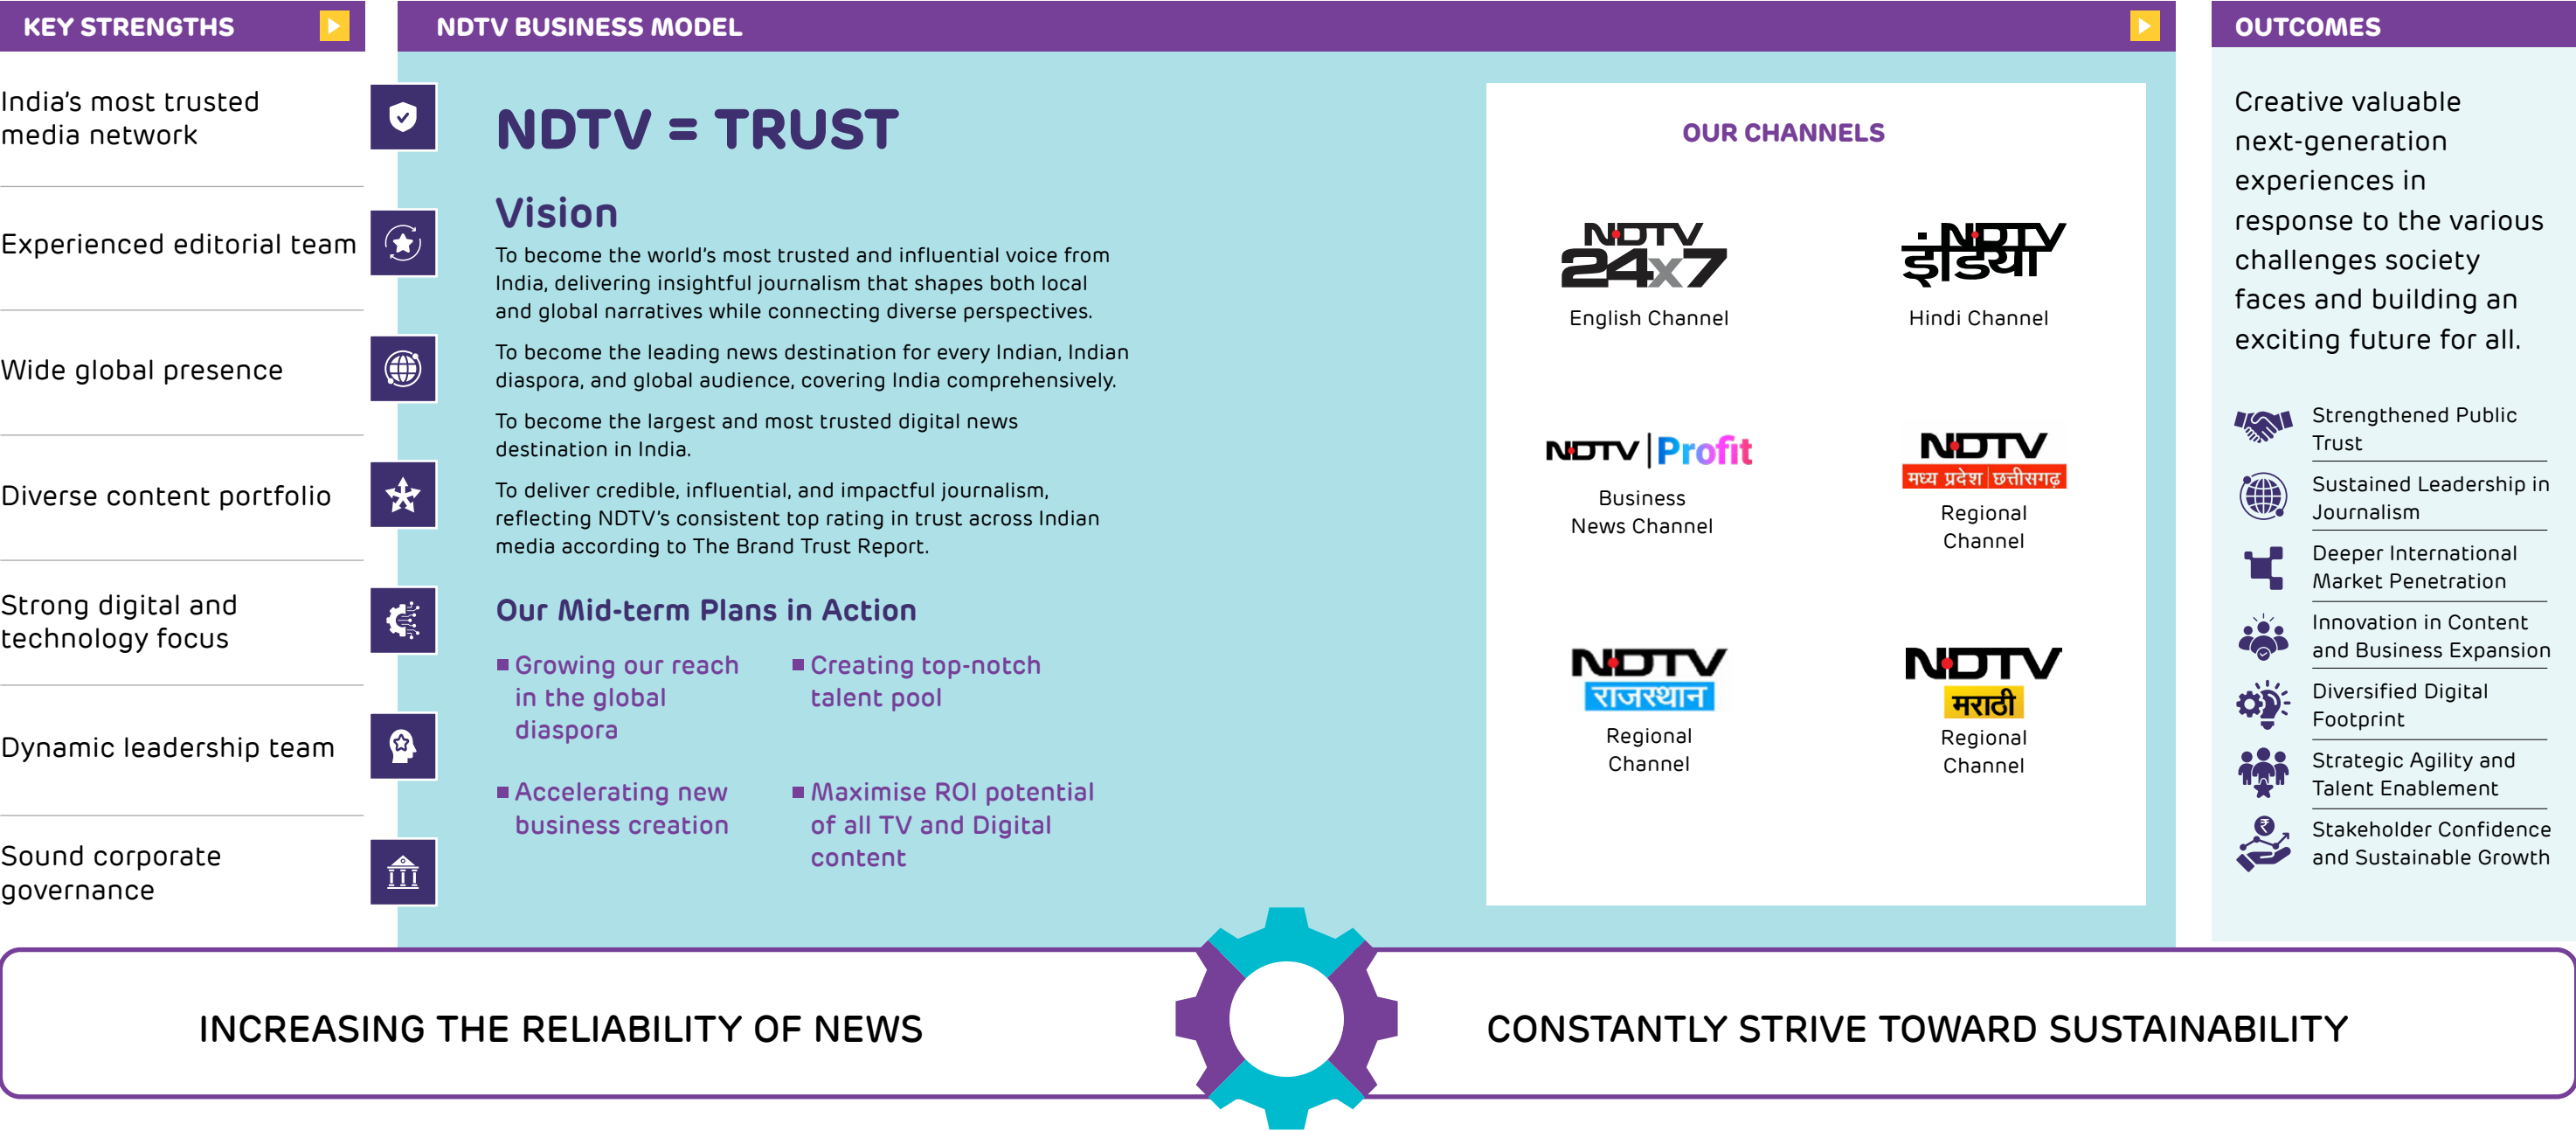 KEY STRENGTHS
India's most trusted
media network
Experienced editorial team
Wide global presence
Diverse content portfolio
Strong digital and
technology focus
Dynamic leadership team
Sound corporate
governance
NDTV BUSINESS MODEL
NDTV = TRUST
Vision
To become the world's most trusted and influential voice from
India, delivering insightful journalism that shapes both local
and global narratives while connecting diverse perspectives.
To become the leading news destination for every Indian, Indian
diaspora, and global audience, covering India comprehensively.
To become the largest and most trusted digital news
destination in India.
To deliver credible, influential, and impactful journalism,
reflecting NDTV's consistent top rating in trust across Indian
media according to The Brand Trust Report.
Our Mid-term Plans in Action
Growing our reach
in the global
diaspora
Creating top-notch
talent pool
Accelerating new
business creation
Maximise ROI potential
of all TV and Digital
content
OUR CHANNELS
NDTV
24x7
English Channel
NDTV
इंडिया
Hindi Channel
NDTV | Profit
Business
News Channel
NDTV
मध्य प्रदेश | छत्तीसगढ़
Regional
Channel
NDTV
राजस्थान
Regional
Channel
NDTV
मराठी
Regional
Channel
OUTCOMES
Creative valuable
next-generation
experiences in
response to the various
challenges society
faces and building an
exciting future for all.
Strengthened Public
Trust
Sustained Leadership in
Journalism
Deeper International
Market Penetration
Innovation in Content
and Business Expansion
Diversified Digital
Footprint
Strategic Agility and
Talent Enablement
₹
Stakeholder Confidence
and Sustainable Growth
INCREASING THE RELIABILITY OF NEWS
CONSTANTLY STRIVE TOWARD SUSTAINABILITY